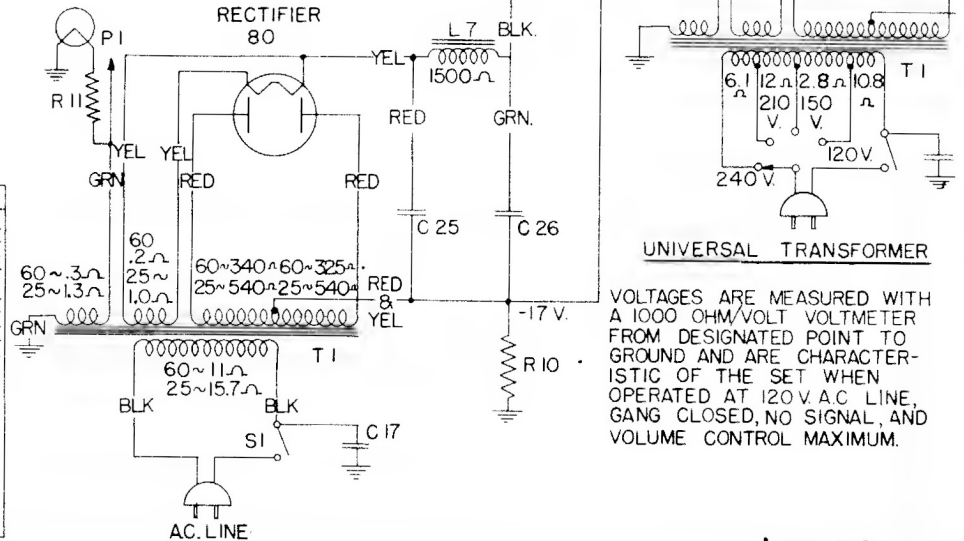 RECTIFIER
80
P1
R11
YEL
L7
BLK.
1500Ω
RED
GRN.
YEL
YEL
GRN
RED
RED
C 25
C 26
60~.3Ω
25~1.3Ω
60
.2Ω
25~
1.0Ω
60~340Ω 60~325Ω
25~540Ω 25~540Ω
RED
&
YEL
-17 V.
GRN
T1
60~11Ω
25~15.7Ω
R10
BLK
BLK
S1
C17
A.C. LINE
T1
6.1 12Ω 2.8Ω 10.8
Ω 210 150 Ω
V. V.
120V.
240 V.
UNIVERSAL TRANSFORMER
VOLTAGES ARE MEASURED WITH
A 1000 OHM/VOLT VOLTMETER
FROM DESIGNATED POINT TO
GROUND AND ARE CHARACTER-
ISTIC OF THE SET WHEN
OPERATED AT 120 V. A.C LINE,
GANG CLOSED, NO SIGNAL, AND
VOLUME CONTROL MAXIMUM.